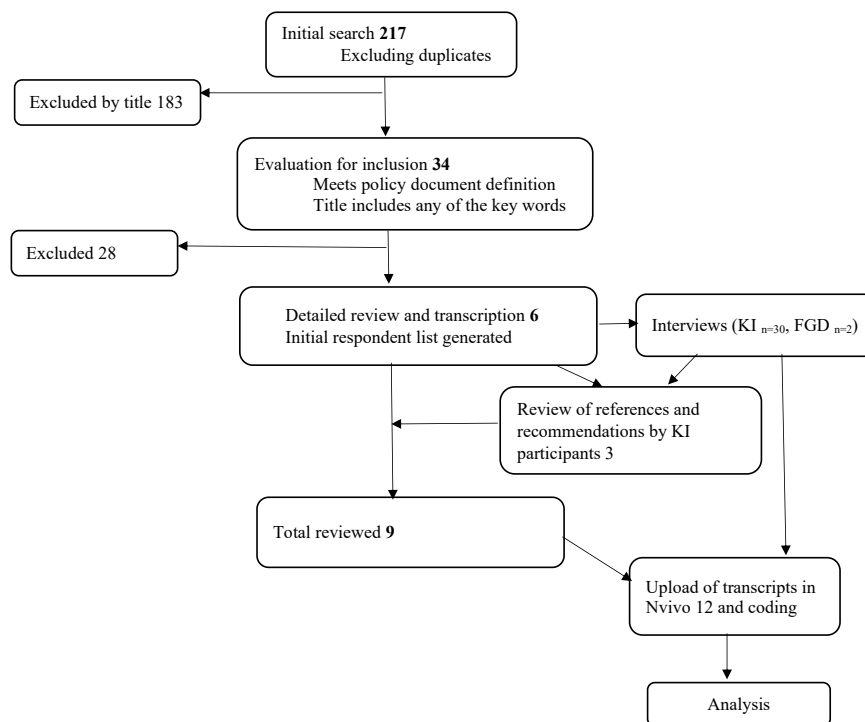 Initial search 217
Excluding duplicates
Excluded by title 183
Evaluation for inclusion 34
Meets policy document definition
Title includes any of the key words
Excluded 28
Detailed review and transcription 6
Initial respondent list generated
Interviews (KI n=30, FGD n=2)
Review of references and
recommendations by KI
participants 3
Total reviewed 9
Upload of transcripts in
Nvivo 12 and coding
Analysis